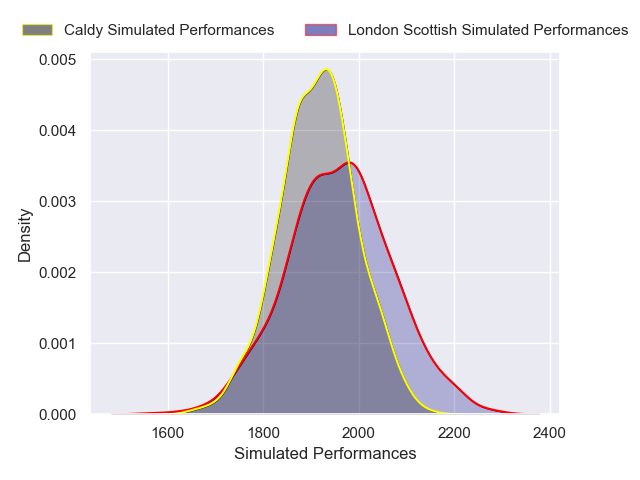 Caldy Simulated Performances London Scottish Simulated Performances
0.005
0.004
0.003
0.002
0.001
0.000
Density
1600 1800 2000 2200 2400
Simulated Performances